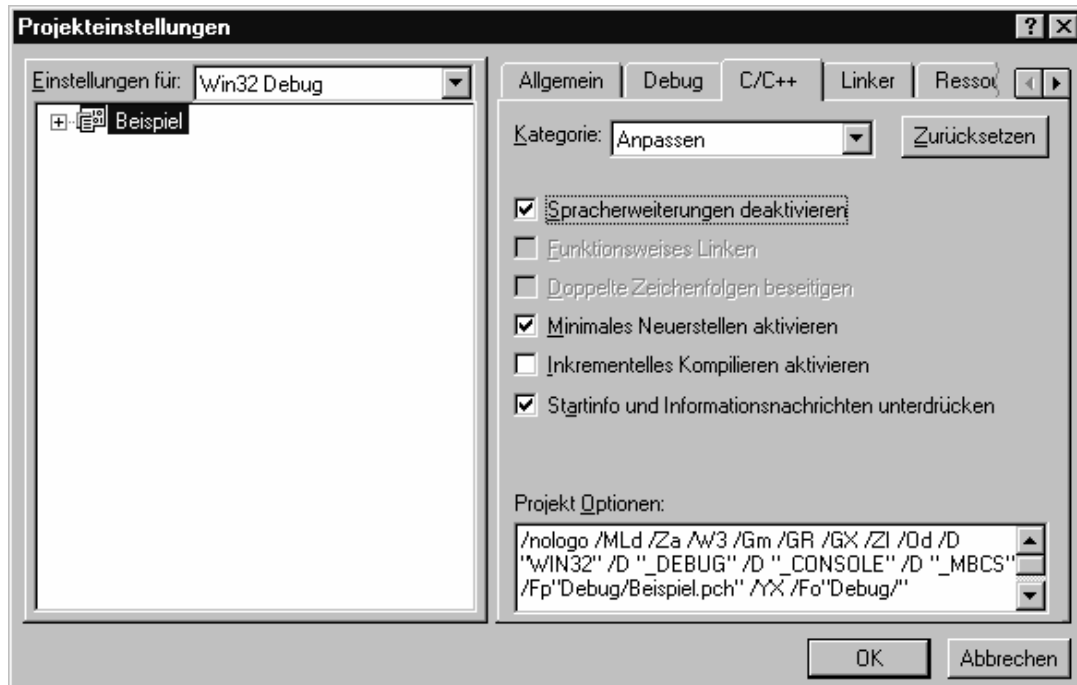 Projekteinstellungen
Einstellungen für: Win32 Debug
Beispiel
Allgemein Debug C/C++ Linker
Kategorie: Anpassen Zurücksetzen
Spracherweiterungen deaktivieren
Funktionsweises Linken
Doppelte Zeichenfolgen beseitigen
Minimales Neuerstellen aktivieren
Inkrementelles Kompilieren aktivieren
Startinfo und Informationsnachrichten unterdrücken
Projekt Optionen:
/nologo /MLd /Za /W3 /Gm /GR /GX /ZI /Od /D
"WIN32" /D "_DEBUG" /D "_CONSOLE" /D "_MBCS"
/Fp"Debug/Beispiel.pch" /YX /Fo"Debug/"
OK Abbrechen